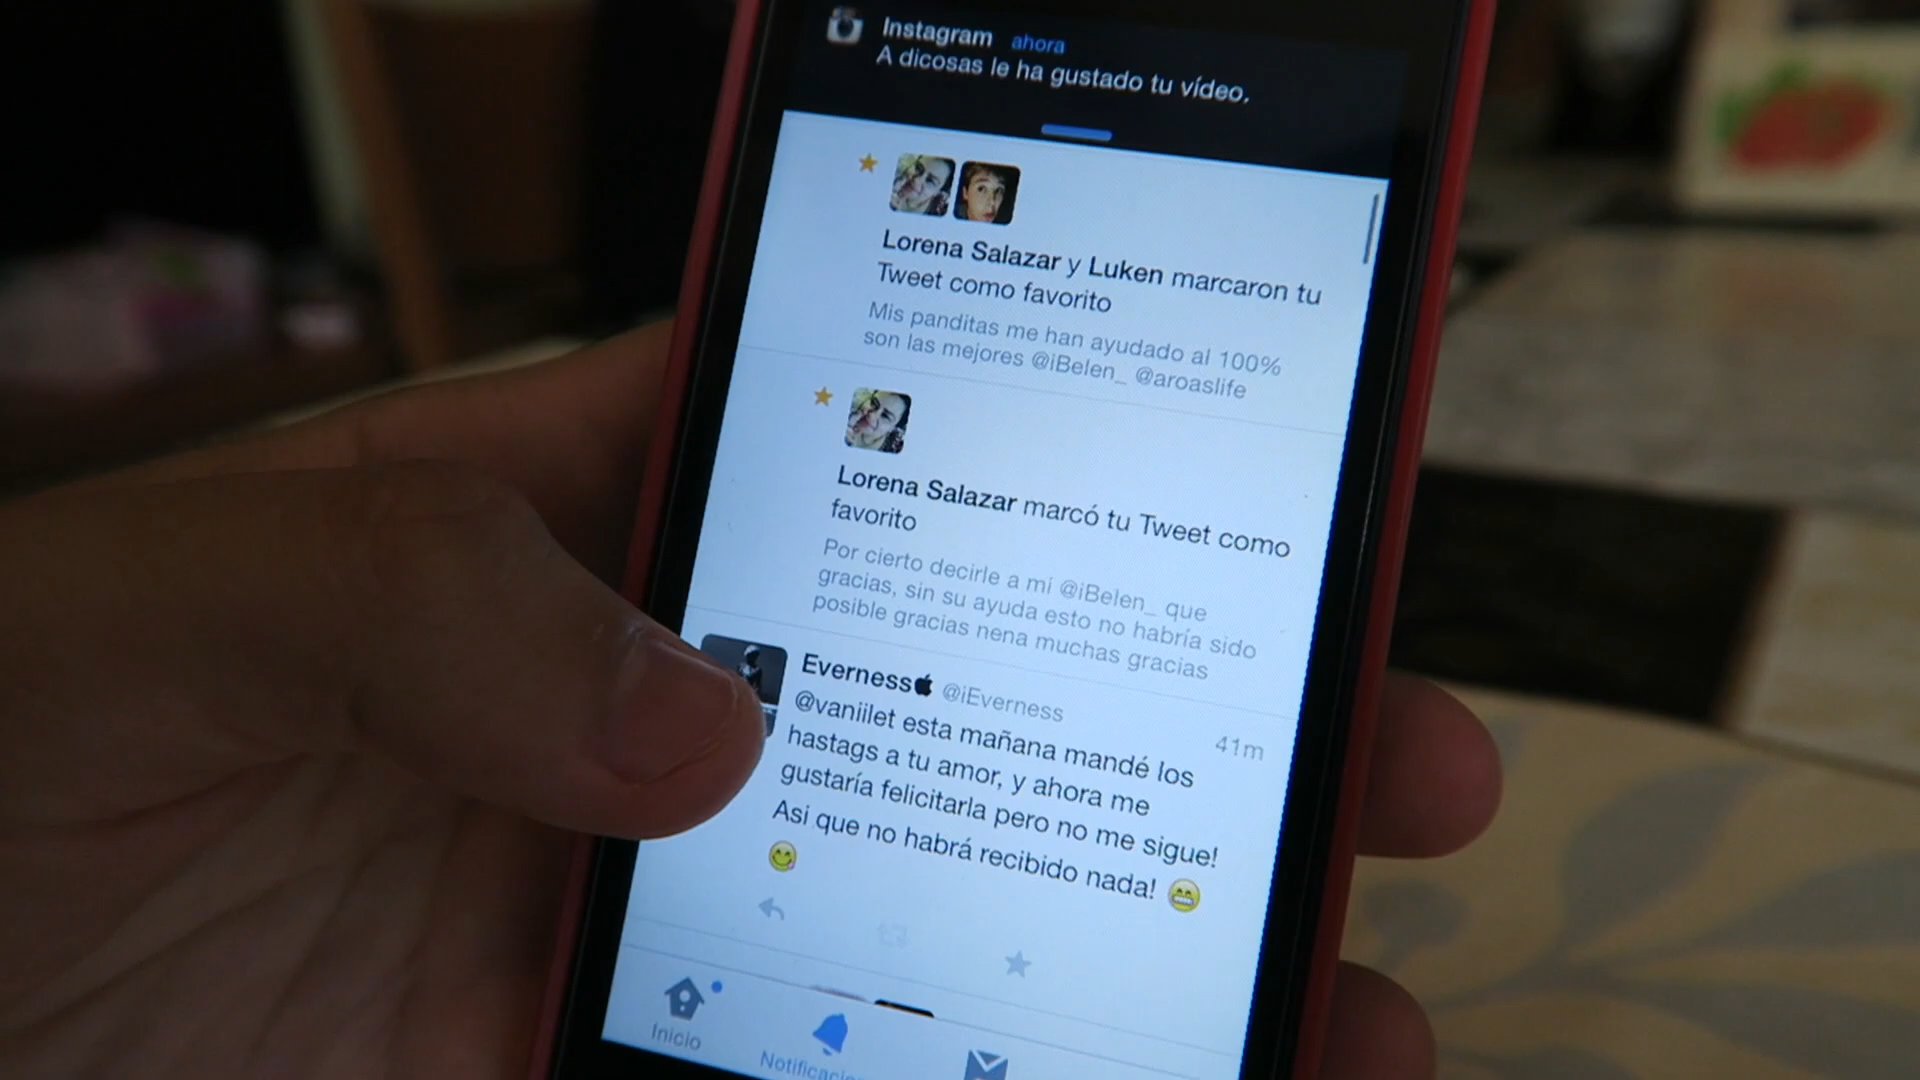 Instagram ahora
A dicosas le ha gustado tu vídeo.
Lorena Salazar y Luken marcaron tu
Tweet como favorito
Mis panditas me han ayudado al 100%
son las mejores @iBelen_ @aroaslife
Lorena Salazar marcó tu Tweet como
favorito
Por cierto decirle a mi @iBelen_ que
gracias, sin su ayuda esto no habría sido
posible gracias nena muchas gracias
Everness @iEverness
41m
@vaniilet esta mañana mandé los
hastags a tu amor, y ahora me
gustaría felicitarla pero no me sigue!
Asi que no habrá recibido nada! 😁
😋
Inicio